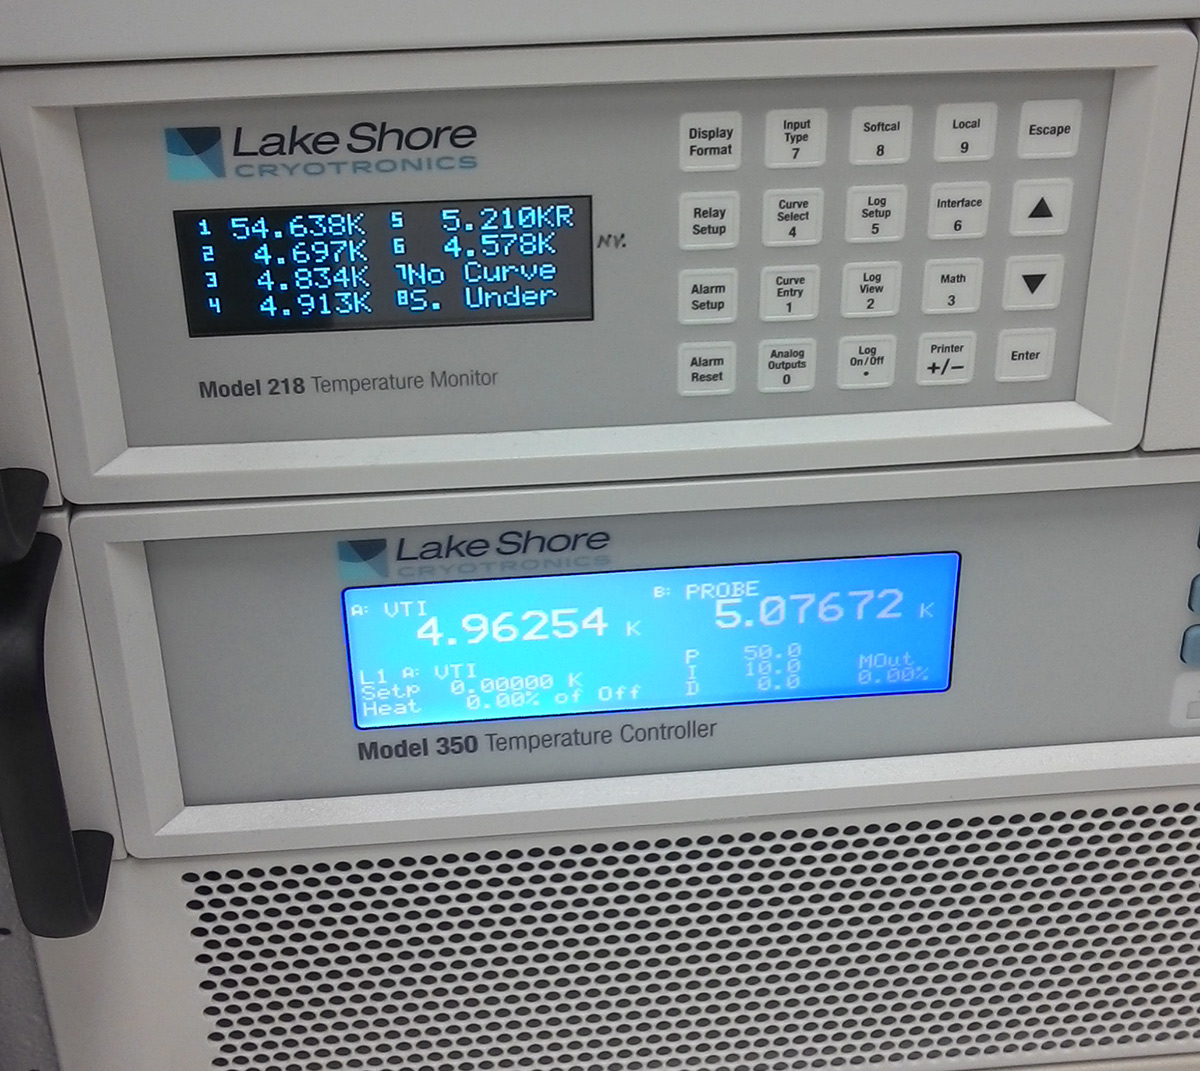 Lake Shore
CRYOTRONICS
1 54.638K 5 5.210KR
2 4.697K 6 4.578K
3 4.834K 7No Curve
4 4.913K 8S. Under
Model 218 Temperature Monitor
Display Format
Input Type 7
Softcal 8
Local 9
Escape
Relay Setup
Curve Select 4
Log Setup 5
Interface 6
▲
Alarm Setup
Curve Entry 1
Log View 2
Math 3
▼
Alarm Reset
Analog Outputs 0
Log On/Off •
Printer +/−
Enter
Lake Shore
CRYOTRONICS
A: VTI B: PROBE
4.96254 K 5.07672 K
L1 A: VTI P 50.0
Setp 0.00000 K I 10.0 MOut
Heat 0.00% of Off D 0.0 0.00%
Model 350 Temperature Controller